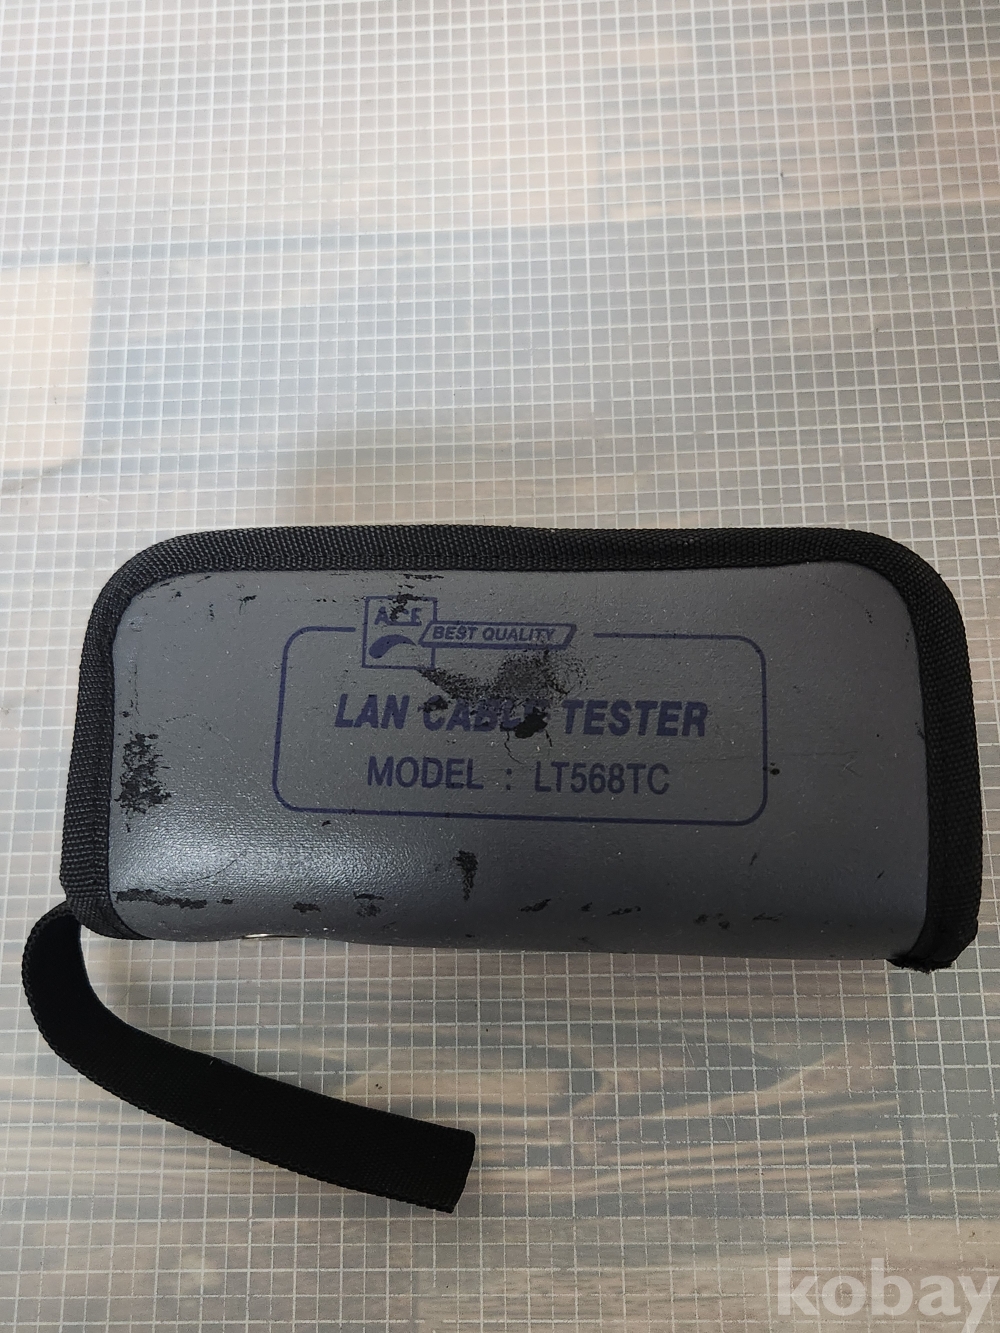 ACE
BEST QUALITY
LAN CABLE TESTER
MODEL : LT568TC
kobay